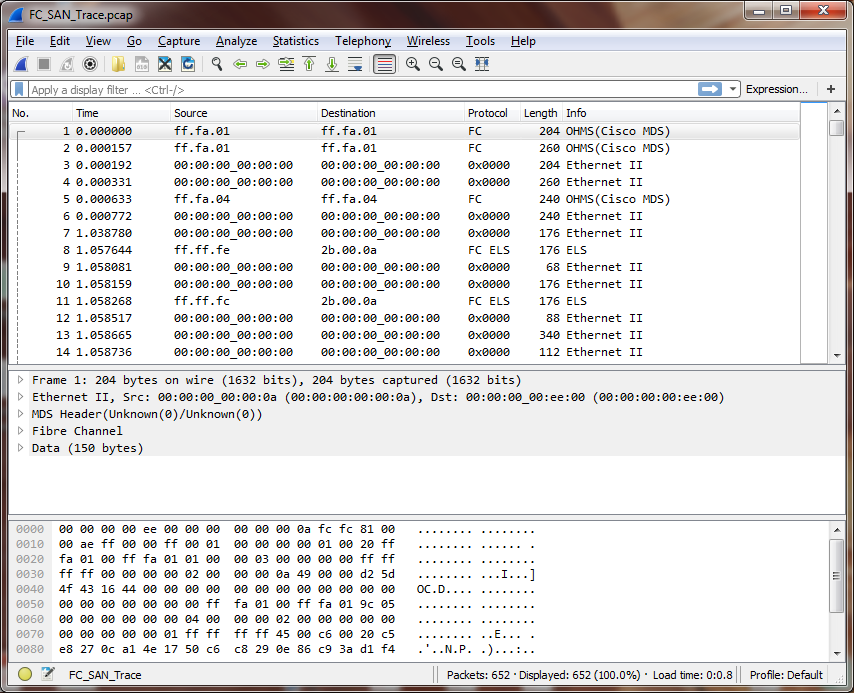 FC_SAN_Trace.pcap
File Edit View Go Capture Analyze Statistics Telephony Wireless Tools Help
Apply a display filter ... <Ctrl-/> Expression... +
No. Time Source Destination Protocol Length Info
1 0.000000 ff.fa.01 ff.fa.01 FC 204 OHMS(Cisco MDS)
2 0.000157 ff.fa.01 ff.fa.01 FC 260 OHMS(Cisco MDS)
3 0.000192 00:00:00_00:00:00 00:00:00_00:00:00 0x0000 204 Ethernet II
4 0.000331 00:00:00_00:00:00 00:00:00_00:00:00 0x0000 260 Ethernet II
5 0.000633 ff.fa.04 ff.fa.04 FC 240 OHMS(Cisco MDS)
6 0.000772 00:00:00_00:00:00 00:00:00_00:00:00 0x0000 240 Ethernet II
7 1.038780 00:00:00_00:00:00 00:00:00_00:00:00 0x0000 176 Ethernet II
8 1.057644 ff.ff.fe 2b.00.0a FC ELS 176 ELS
9 1.058081 00:00:00_00:00:00 00:00:00_00:00:00 0x0000 68 Ethernet II
10 1.058159 00:00:00_00:00:00 00:00:00_00:00:00 0x0000 176 Ethernet II
11 1.058268 ff.ff.fc 2b.00.0a FC ELS 176 ELS
12 1.058517 00:00:00_00:00:00 00:00:00_00:00:00 0x0000 88 Ethernet II
13 1.058665 00:00:00_00:00:00 00:00:00_00:00:00 0x0000 340 Ethernet II
14 1.058736 00:00:00_00:00:00 00:00:00_00:00:00 0x0000 112 Ethernet II
Frame 1: 204 bytes on wire (1632 bits), 204 bytes captured (1632 bits)
Ethernet II, Src: 00:00:00_00:00:0a (00:00:00:00:00:0a), Dst: 00:00:00_00:ee:00 (00:00:00:00:ee:00)
MDS Header(Unknown(0)/Unknown(0))
Fibre Channel
Data (150 bytes)
0000 00 00 00 00 ee 00 00 00 00 00 00 0a fc fc 81 00 ........ ........
0010 00 ae ff 00 00 ff 00 01 00 00 00 00 01 00 20 ff ........ ...... .
0020 fa 01 00 ff fa 01 01 00 00 03 00 00 00 00 ff ff ........ ........
0030 ff ff 00 00 00 00 02 00 00 00 0a 49 00 00 d2 5d ........ ...I...]
0040 4f 43 16 44 00 00 00 00 00 00 00 00 00 00 00 00 OC.D.... ........
0050 00 00 00 00 00 00 00 ff fa 01 00 ff fa 01 9c 05 ........ ........
0060 00 00 00 00 00 00 04 00 00 00 02 00 00 00 00 00 ........ ........
0070 00 00 00 00 00 01 ff ff ff ff 45 00 c6 00 20 c5 ........ ..E... .
0080 e8 27 0c a1 4e 17 50 c6 c8 29 0e 86 c9 3a d1 f4 .'..N.P. .)...:..
FC_SAN_Trace Packets: 652 · Displayed: 652 (100.0%) · Load time: 0:0.8 Profile: Default